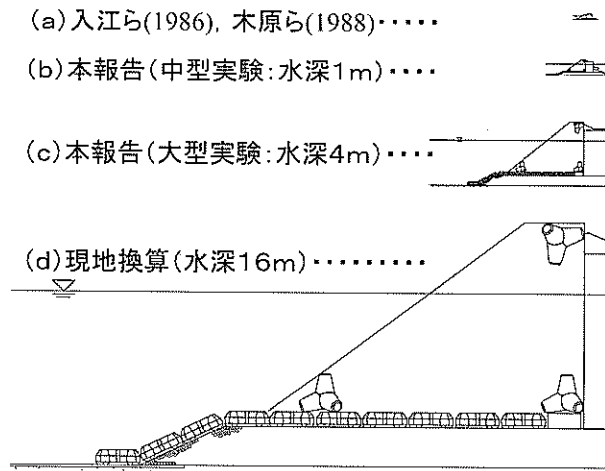 (a)入江ら(1986), 木原ら(1988)・・・・・
(b)本報告(中型実験:水深1m)・・・・
(c)本報告(大型実験:水深4m)・・・・
(d)現地換算(水深16m)・・・・・・・・・